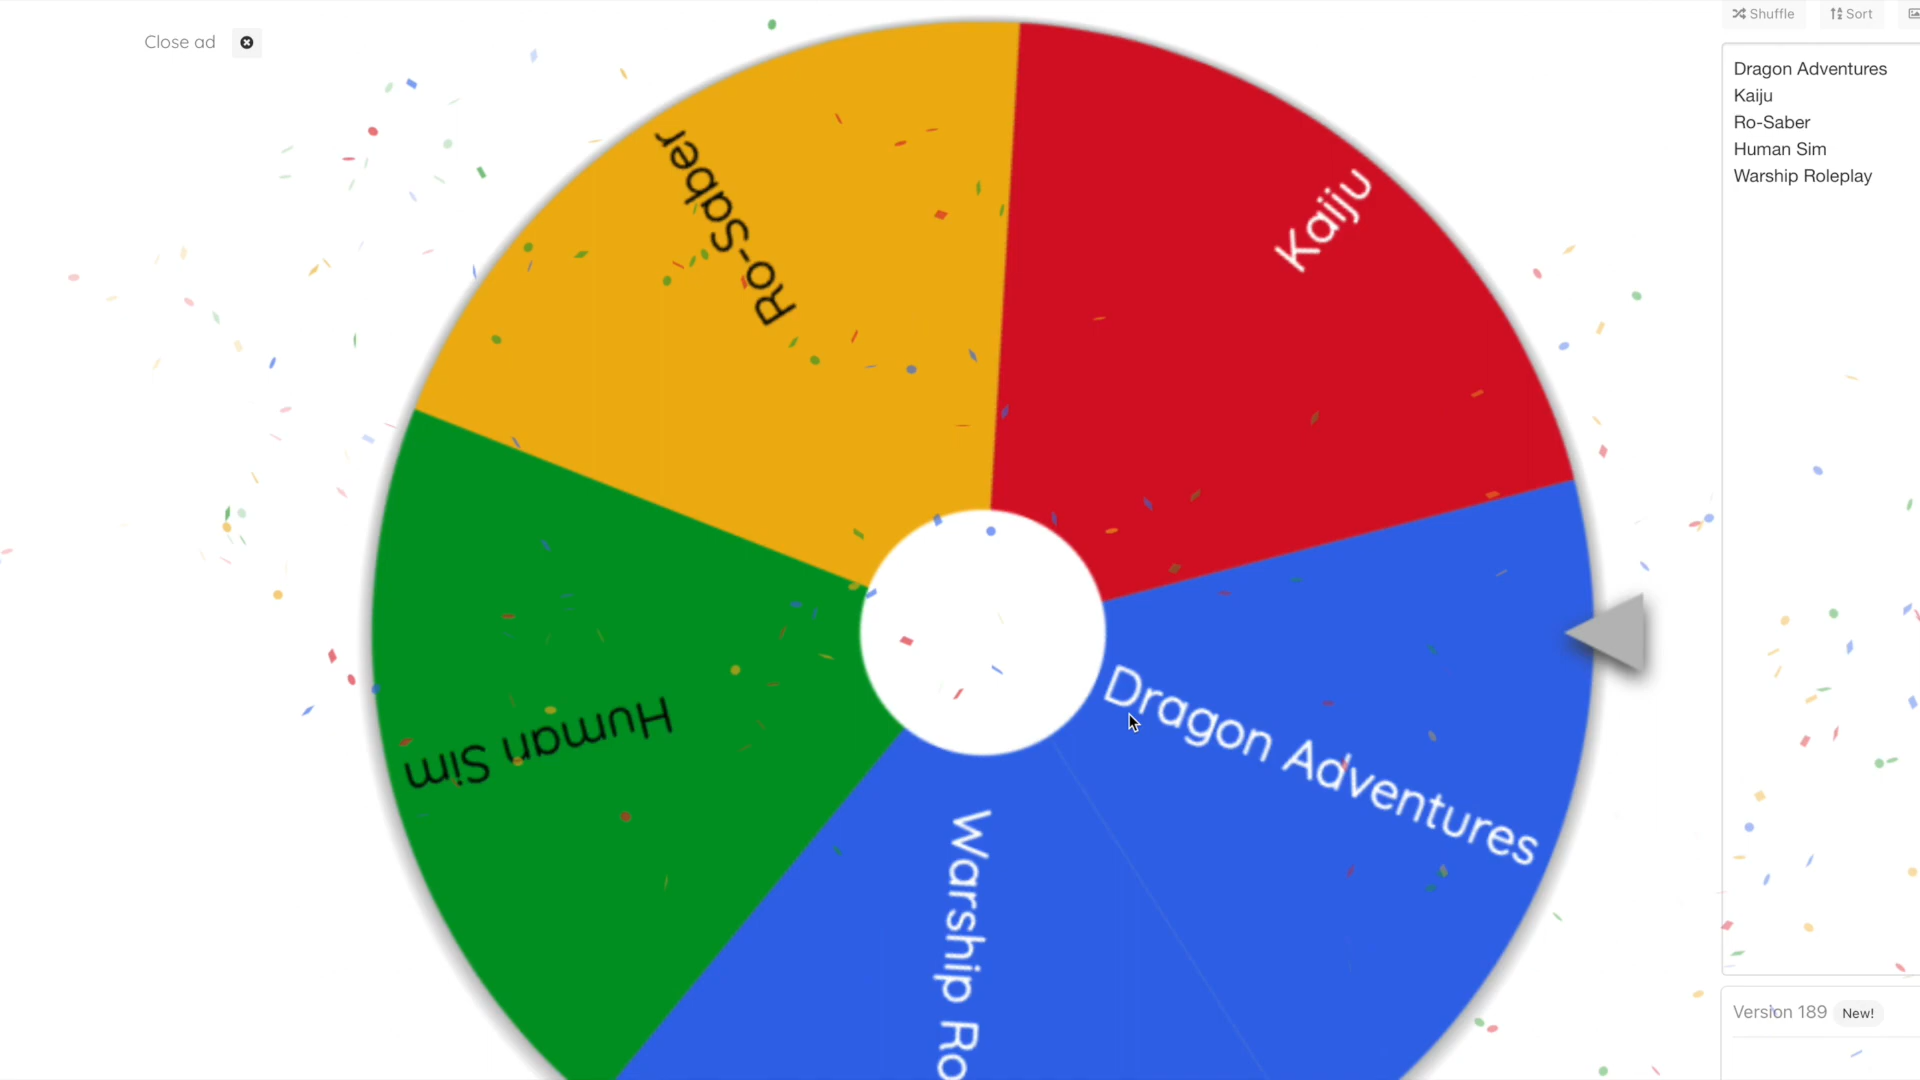 Close ad
Shuffle
Sort
Dragon Adventures
Kaiju
Ro-Saber
Human Sim
Warship Roleplay
Ro-Saber
Kaiju
Human Sim
Dragon Adventures
Warship Ro
Version 189 New!